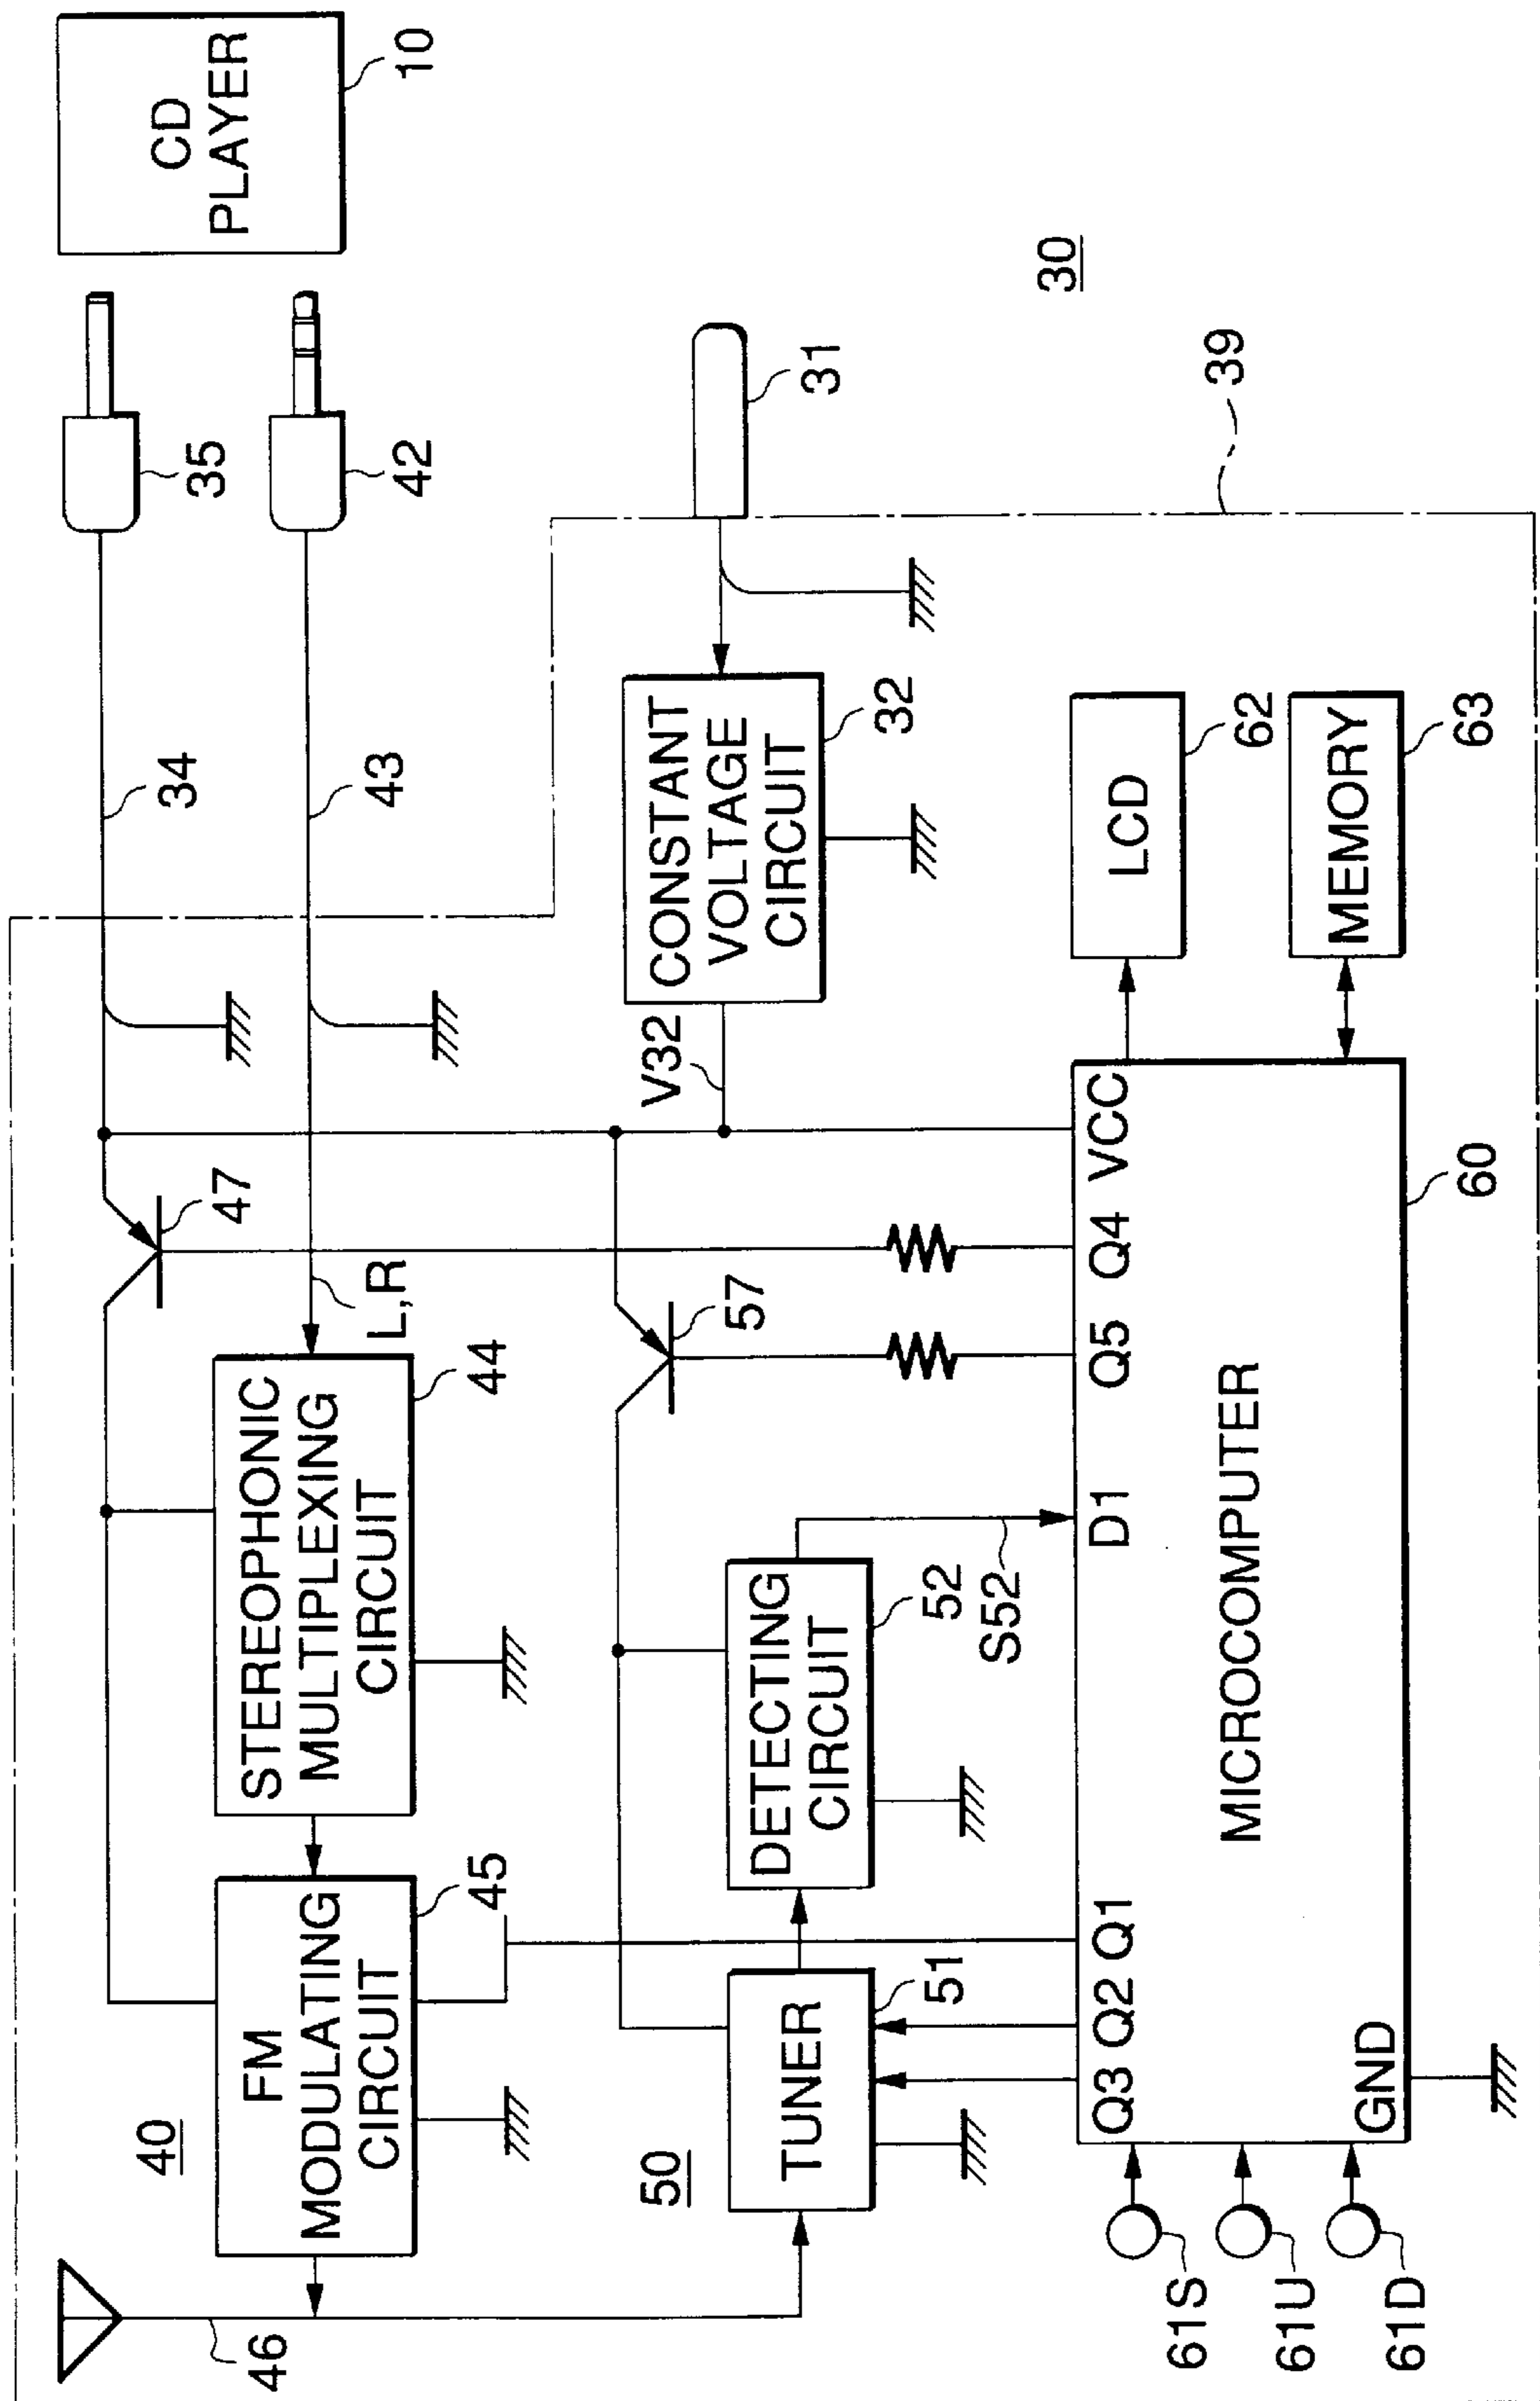 40
46
FM
MODULATING
CIRCUIT
45
STEREOPHONIC
MULTIPLEXING
CIRCUIT
44
L,R
47
34
43
35
42
CD
PLAYER
10
50
TUNER
51
DETECTING
CIRCUIT
52
S52
57
V32
CONSTANT
VOLTAGE
CIRCUIT
32
31
30
39
Q3
Q2
Q1
D1
Q5
Q4
VCC
MICROCOMPUTER
GND
60
LCD
62
MEMORY
63
61S
61U
61D